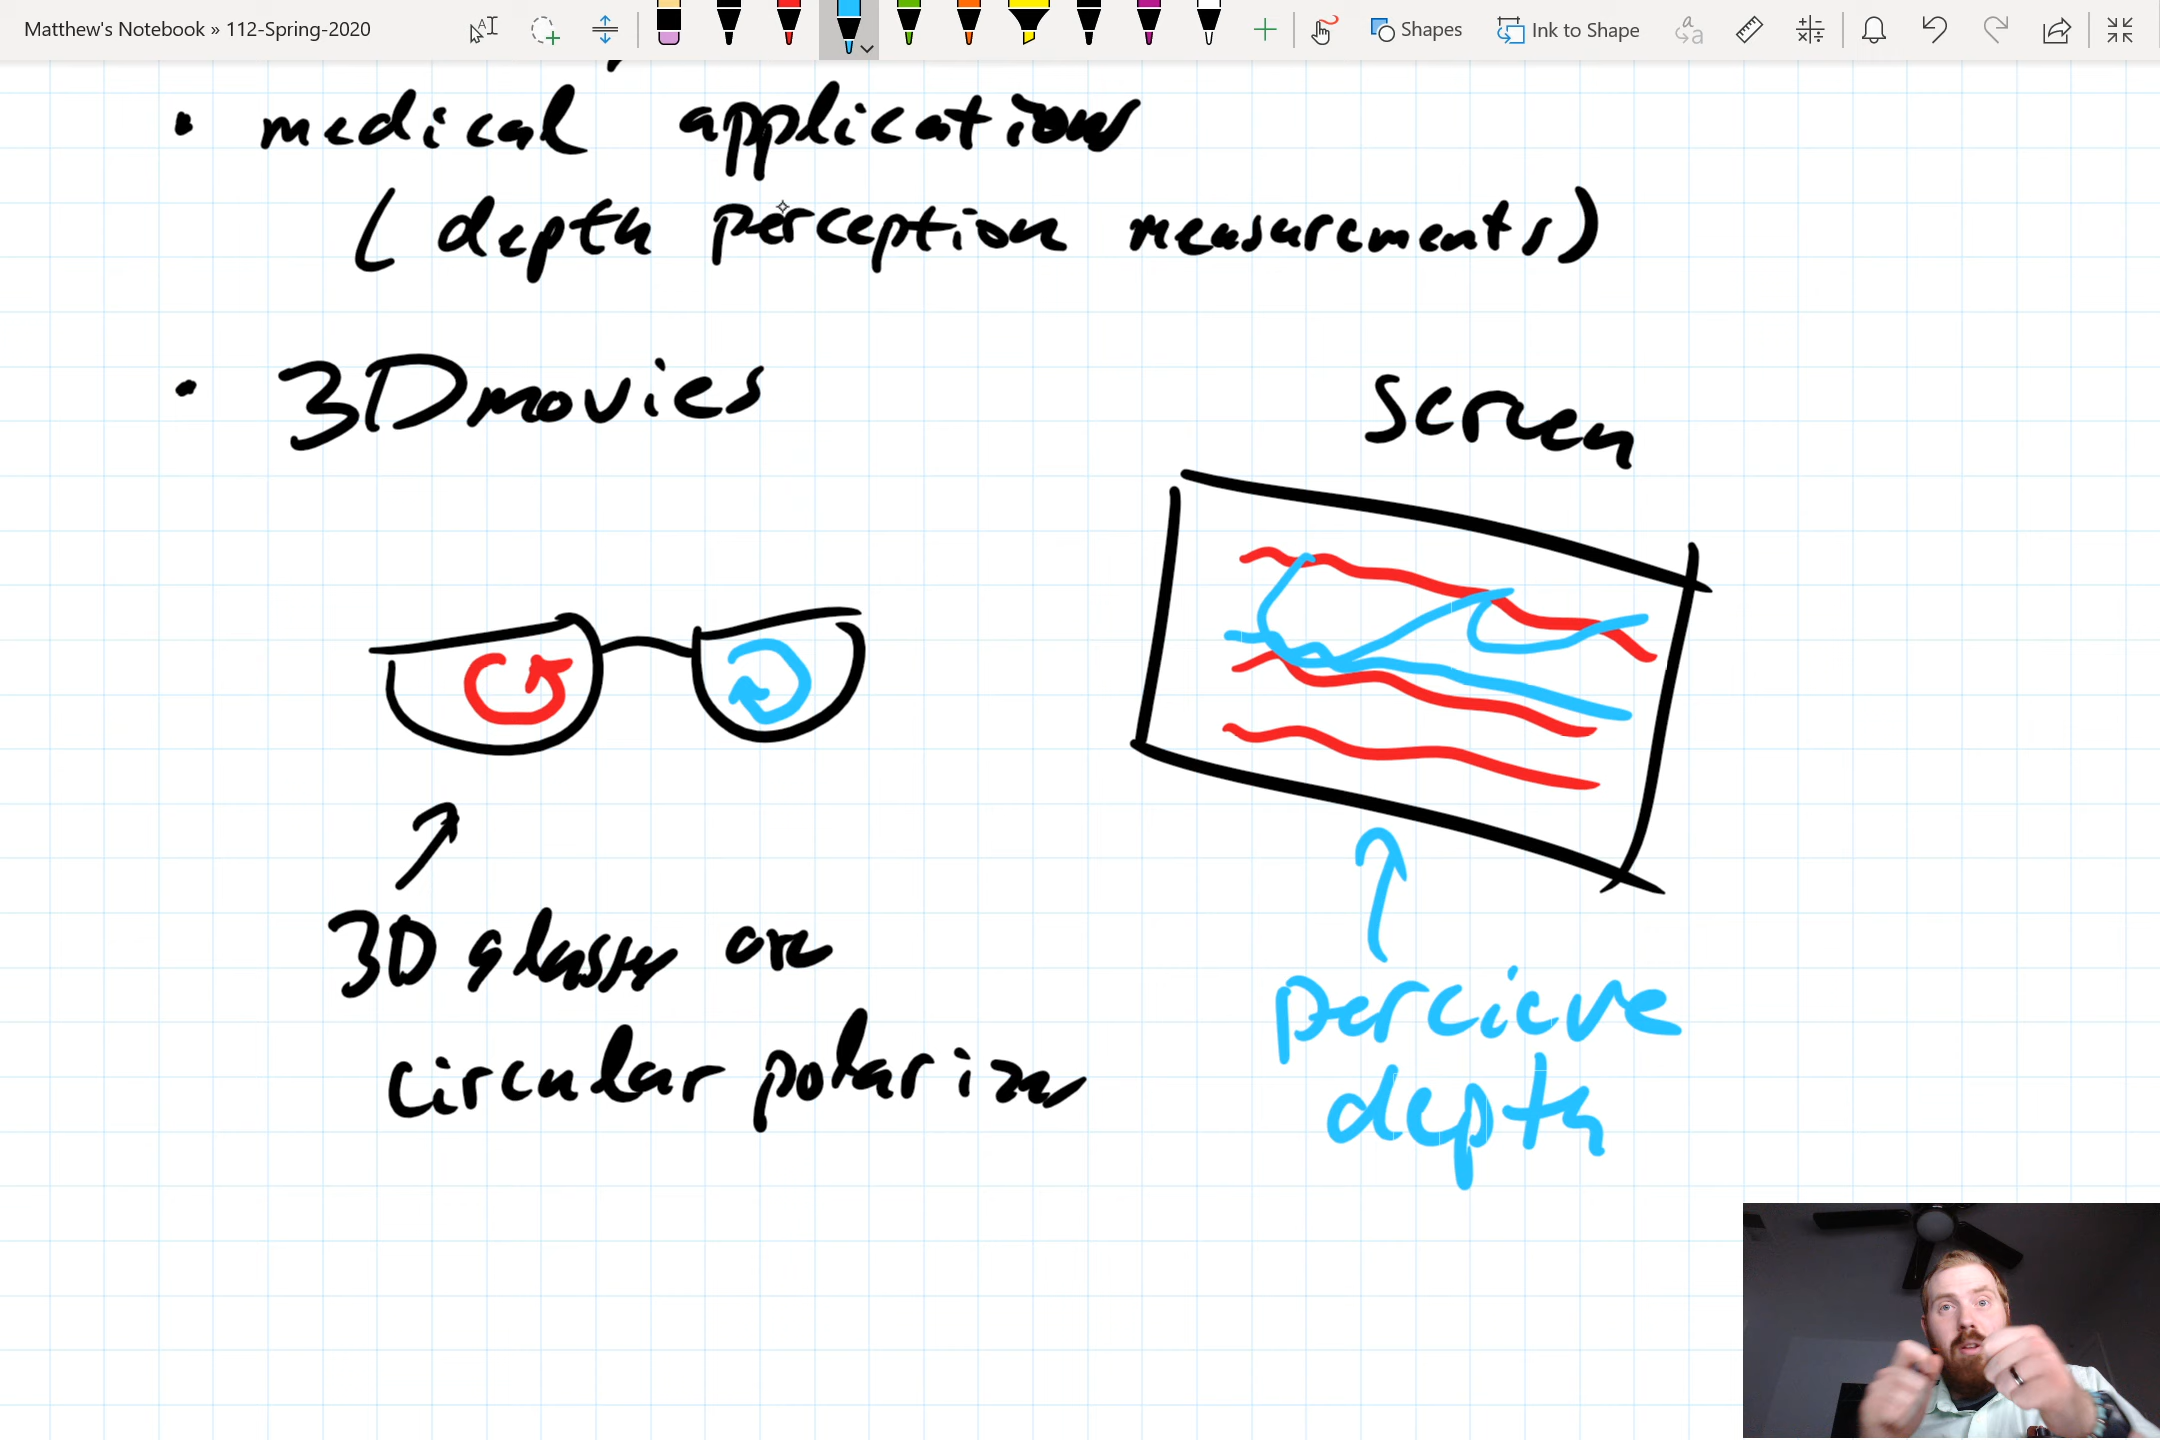 Matthew's Notebook » 112-Spring-2020
Shapes
Ink to Shape
• medical applications
( depth perception measurements)
• 3D movies
screen
3D glasses are
circular polarizers
percieve
depth